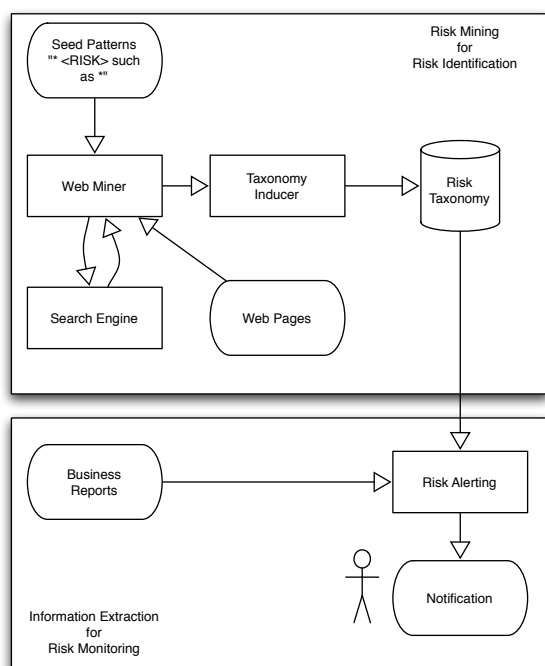 Seed Patterns
"* <RISK> such
as *"
Risk Mining
for
Risk Identification
Web Miner
Taxonomy
Inducer
Risk
Taxonomy
Search Engine
Web Pages
Business
Reports
Risk Alerting
Notification
Information Extraction
for
Risk Monitoring